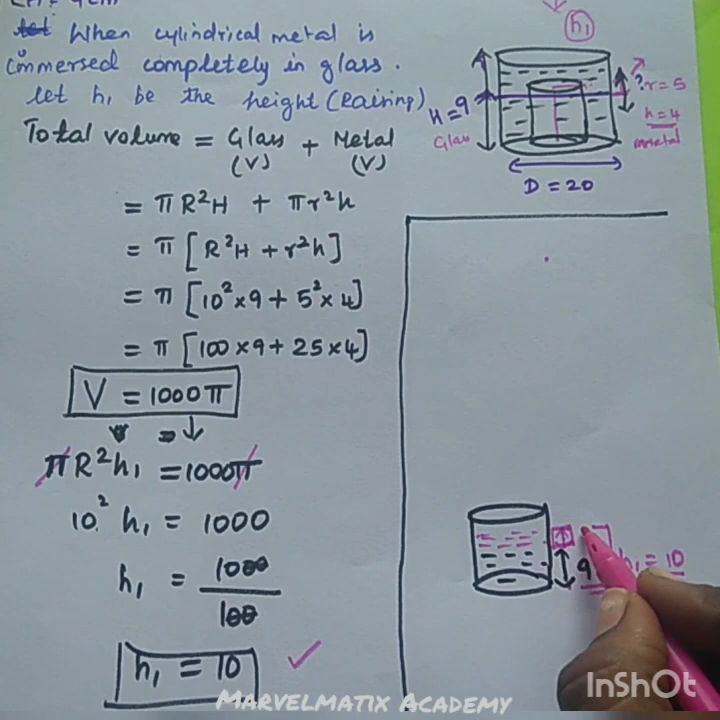 When cylindrical metal is
immersed completely in glass.
let h₁ be the height (Raising)
Total volume = Glass (V) + Metal (V)
= πR²H + πr²h
= π [R²H + r²h]
= π [10²×9 + 5²×4]
= π [100×9 + 25×4]
V = 1000π
⇒ ↓
πR²h₁ = 1000π
10² h₁ = 1000
h₁ = 1000/100
h₁ = 10 ✓
h₁
H = 9
Glass
? r = 5
h = 4
metal
D = 20
9
h₁ = 10
MARVELMATIX ACADEMY
InShOt